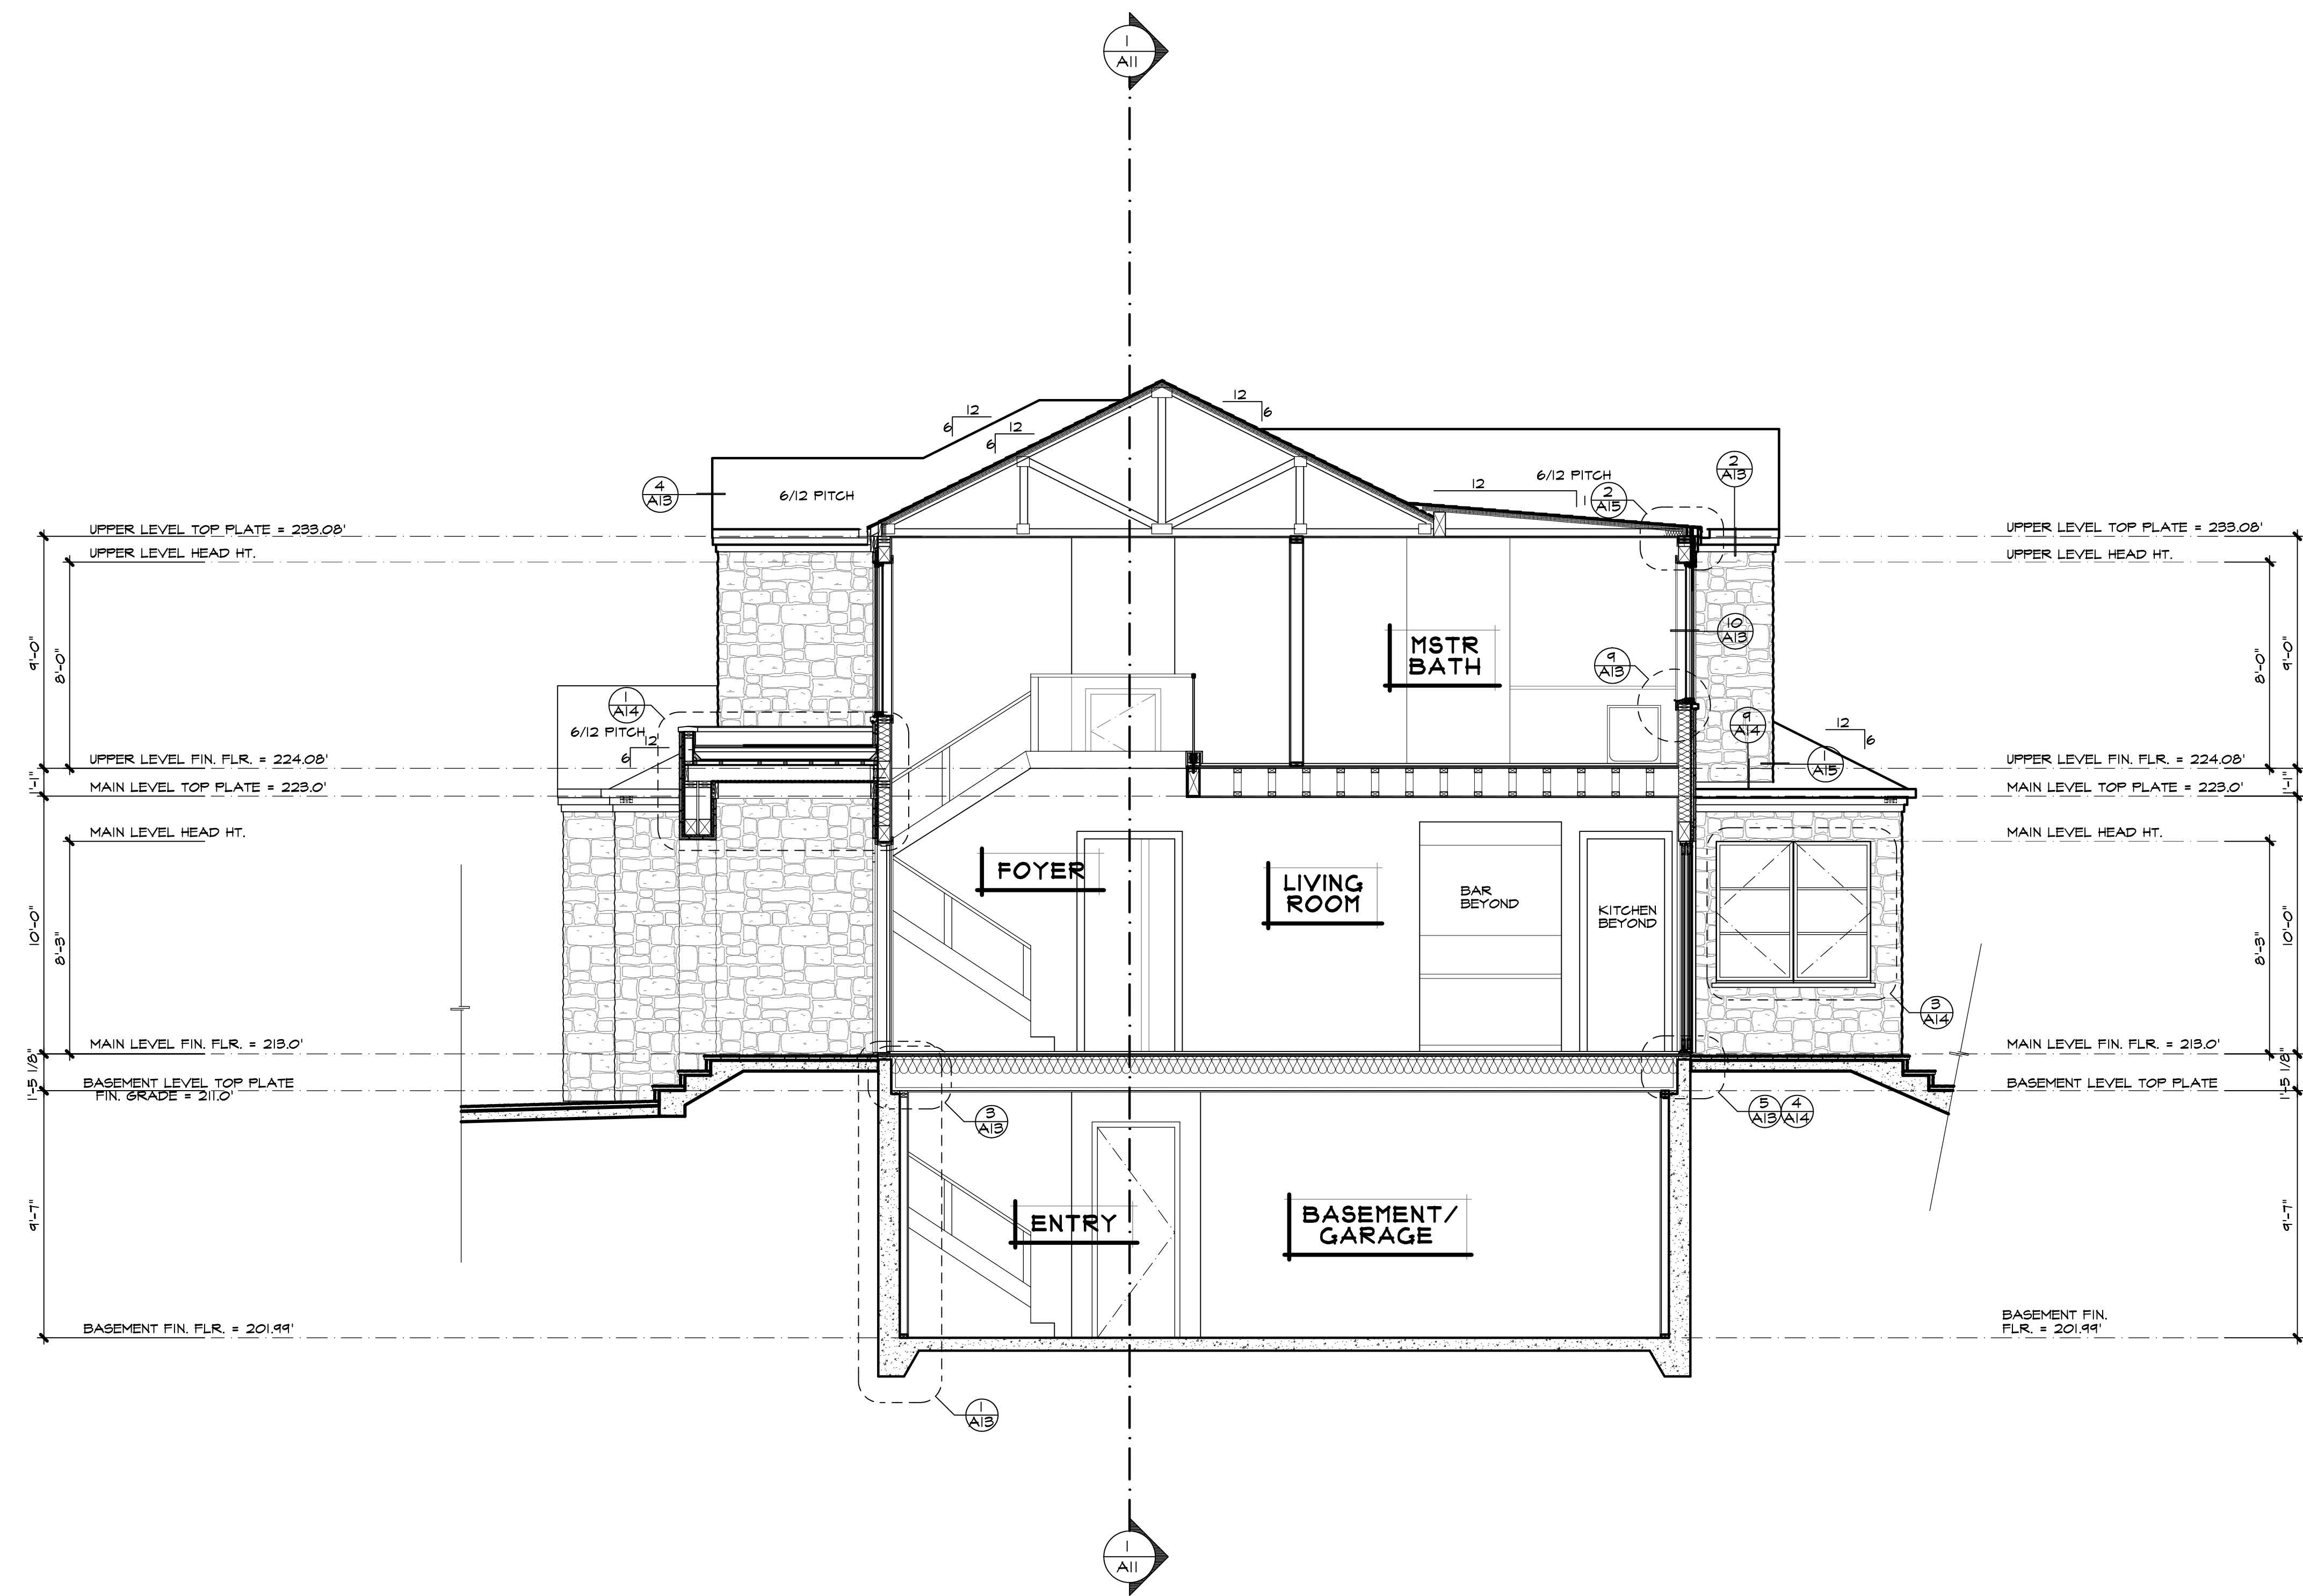 1
A11
12
6
12
6
12
6
4
A13
6/12 PITCH
12
1
6/12 PITCH
2
A15
2
A13
UPPER LEVEL TOP PLATE = 233.08'
UPPER LEVEL HEAD HT.
9'-0"
8'-0"
UPPER LEVEL TOP PLATE = 233.08'
UPPER LEVEL HEAD HT.
8'-0"
9'-0"
MSTR
BATH
10
A13
9
A13
1
A14
6/12 PITCH
12
6
9
A14
12
6
1
A15
UPPER LEVEL FIN. FLR. = 224.08'
1'-1"
MAIN LEVEL TOP PLATE = 223.0'
MAIN LEVEL HEAD HT.
UPPER LEVEL FIN. FLR. = 224.08'
1'-1"
MAIN LEVEL TOP PLATE = 223.0'
MAIN LEVEL HEAD HT.
10'-0"
8'-3"
FOYER
LIVING
ROOM
BAR
BEYOND
KITCHEN
BEYOND
8'-3"
10'-0"
3
A14
MAIN LEVEL FIN. FLR. = 213.0'
1'-5 1/8"
BASEMENT LEVEL TOP PLATE
FIN. GRADE = 211.0'
MAIN LEVEL FIN. FLR. = 213.0'
1'-5 1/8"
BASEMENT LEVEL TOP PLATE
3
A13
5
A13
4
A14
9'-7"
ENTRY
BASEMENT/
GARAGE
9'-7"
BASEMENT FIN. FLR. = 201.99'
BASEMENT FIN.
FLR. = 201.99'
1
A13
1
A11